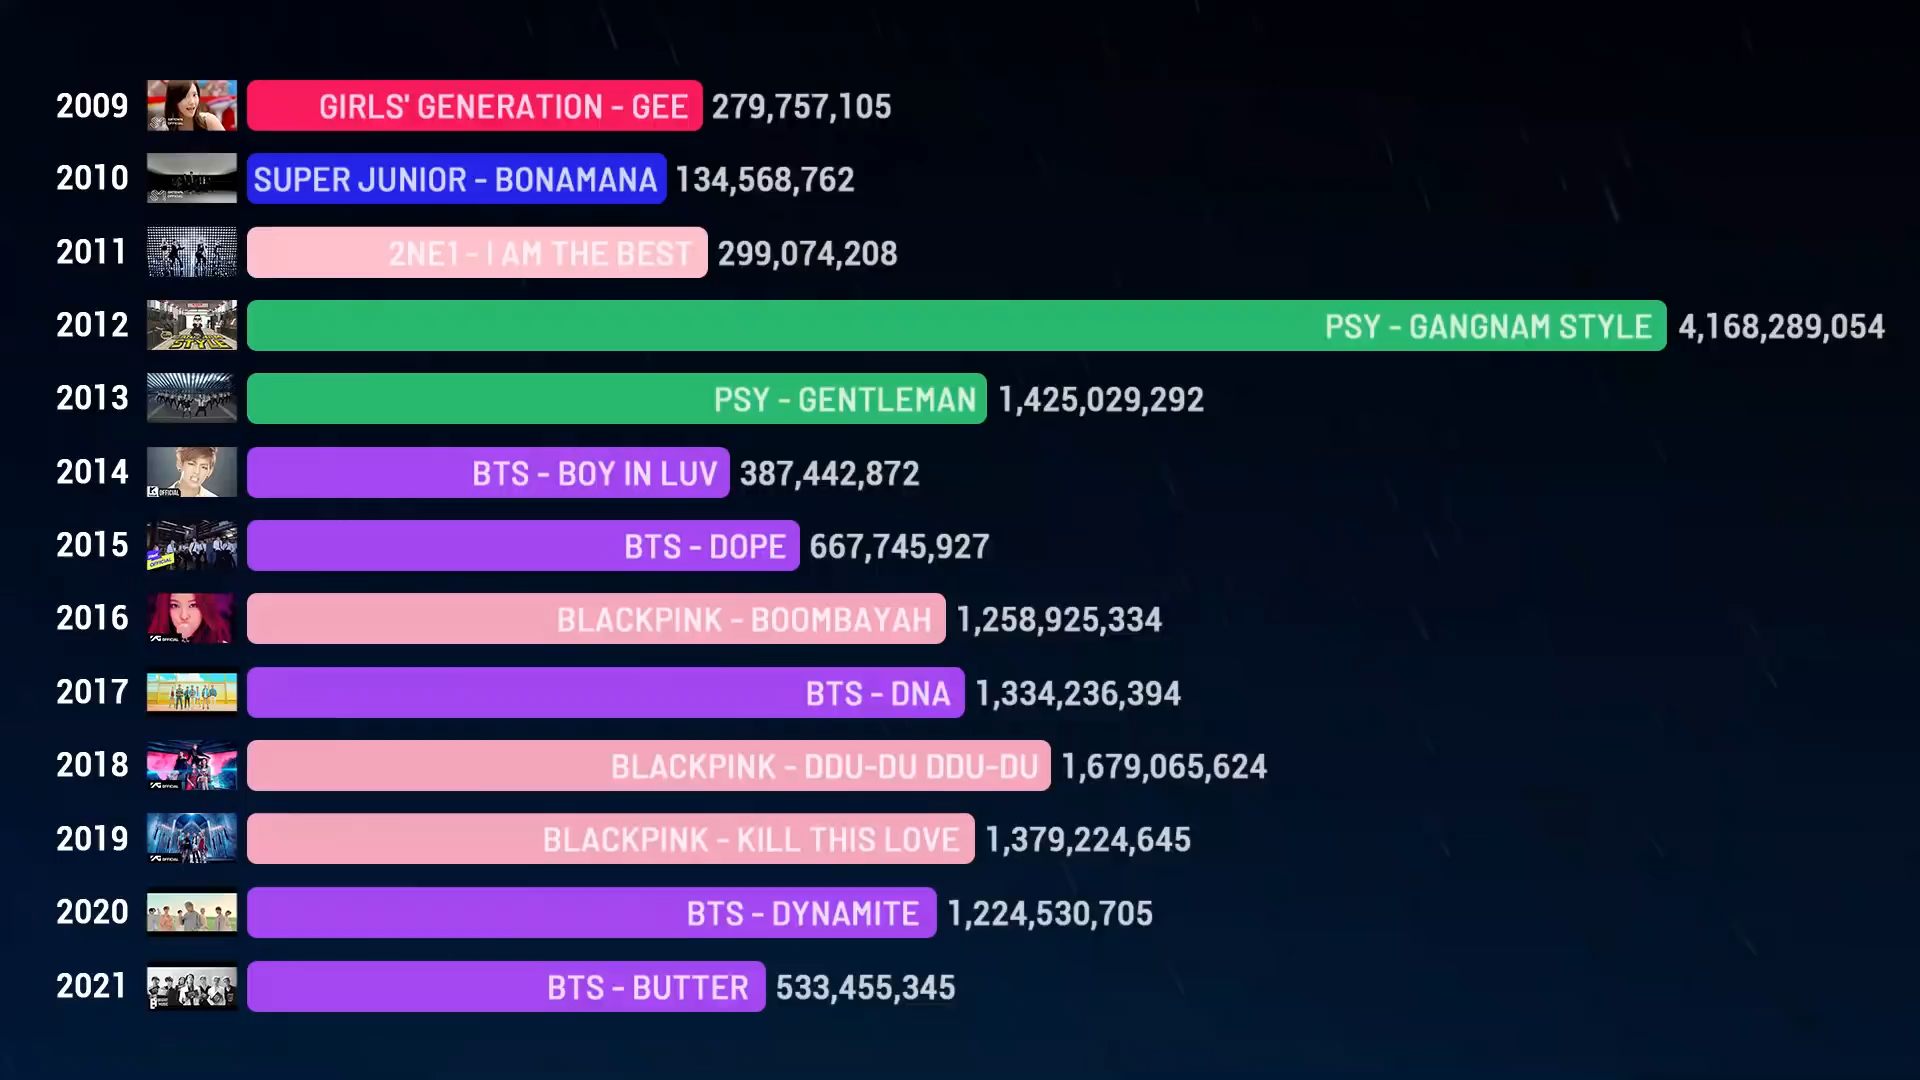 2009 GIRLS' GENERATION - GEE 279,757,105
2010 SUPER JUNIOR - BONAMANA 134,568,762
2011 2NE1 - I AM THE BEST 299,074,208
2012 PSY - GANGNAM STYLE 4,168,289,054
2013 PSY - GENTLEMAN 1,425,029,292
2014 BTS - BOY IN LUV 387,442,872
2015 BTS - DOPE 667,745,927
2016 BLACKPINK - BOOMBAYAH 1,258,925,334
2017 BTS - DNA 1,334,236,394
2018 BLACKPINK - DDU-DU DDU-DU 1,679,065,624
2019 BLACKPINK - KILL THIS LOVE 1,379,224,645
2020 BTS - DYNAMITE 1,224,530,705
2021 BTS - BUTTER 533,455,345